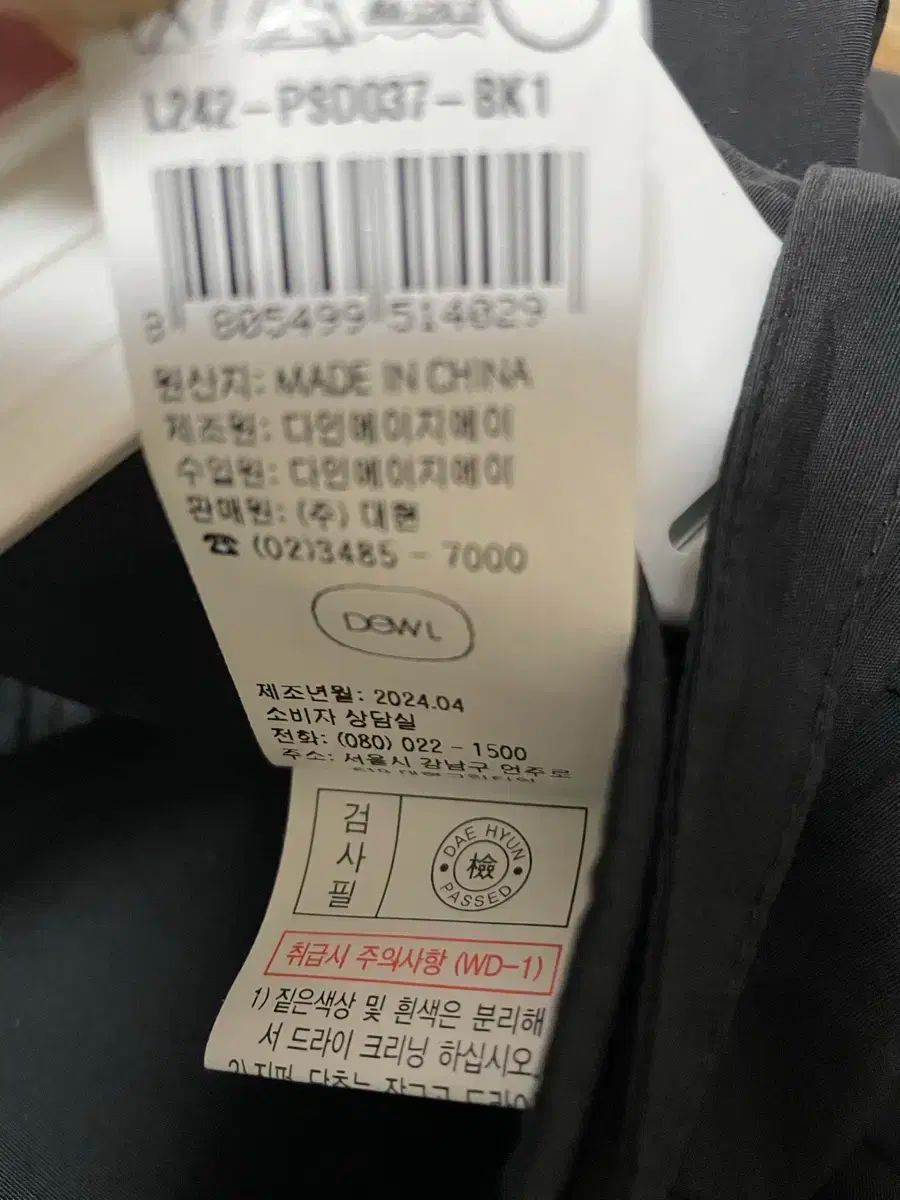 L242-PSD037-BK1
8 805499 514029
원산지: MADE IN CHINA
제조원: 다인에이지에이
수입원: 다인에이지에이
판매원: (주) 대현
☎ (02)3485 - 7000
DEWL
제조년월: 2024.04
소비자 상담실
전화: (080) 022 - 1500
주소: 서울시 강남구 언주로
검사필
DAE HYUN
檢
PASSED
취급시 주의사항 (WD-1)
1) 짙은색상 및 흰색은 분리해
서 드라이 크리닝 하십시오.